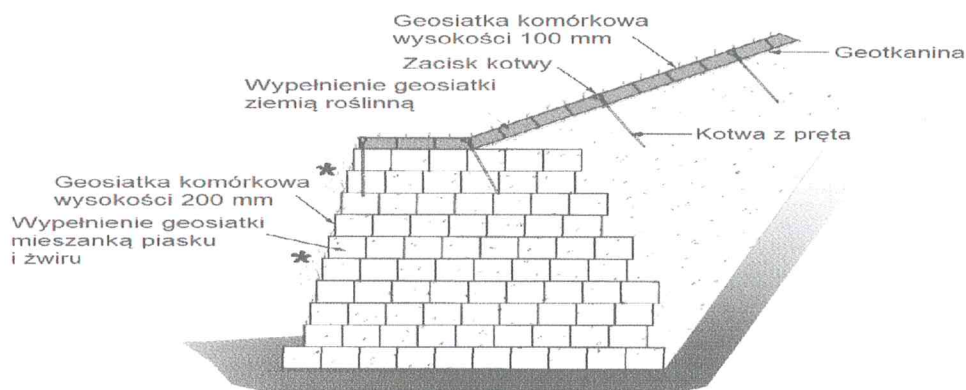 Geosiatka komórkowa
wysokości 100 mm
Geotkanina
Zacisk kotwy
Wypełnienie geosiatki
ziemią roślinną
Kotwa z pręta
Geosiatka komórkowa
wysokości 200 mm
Wypełnienie geosiatki
mieszanką piasku
i żwiru